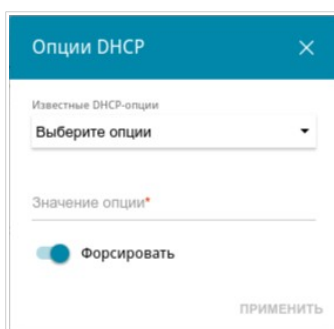 Опции DHCP
Известные DHCP-опции
Выберите опции
Значение опции*
Форсировать
ПРИМЕНИТЬ